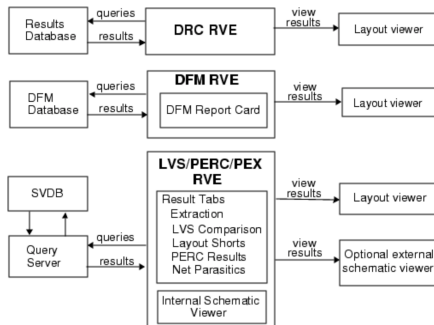 Results
Database
queries
results
DRC RVE
view
results
Layout viewer
DFM
Database
queries
results
DFM RVE
DFM Report Card
view
results
Layout viewer
SVDB
Query
Server
queries
results
LVS/PERC/PEX
RVE
Result Tabs
Extraction
LVS Comparison
Layout Shorts
PERC Results
Net Parasitics
Internal Schematic
Viewer
view
results
Layout viewer
view
results
Optional external
schematic viewer